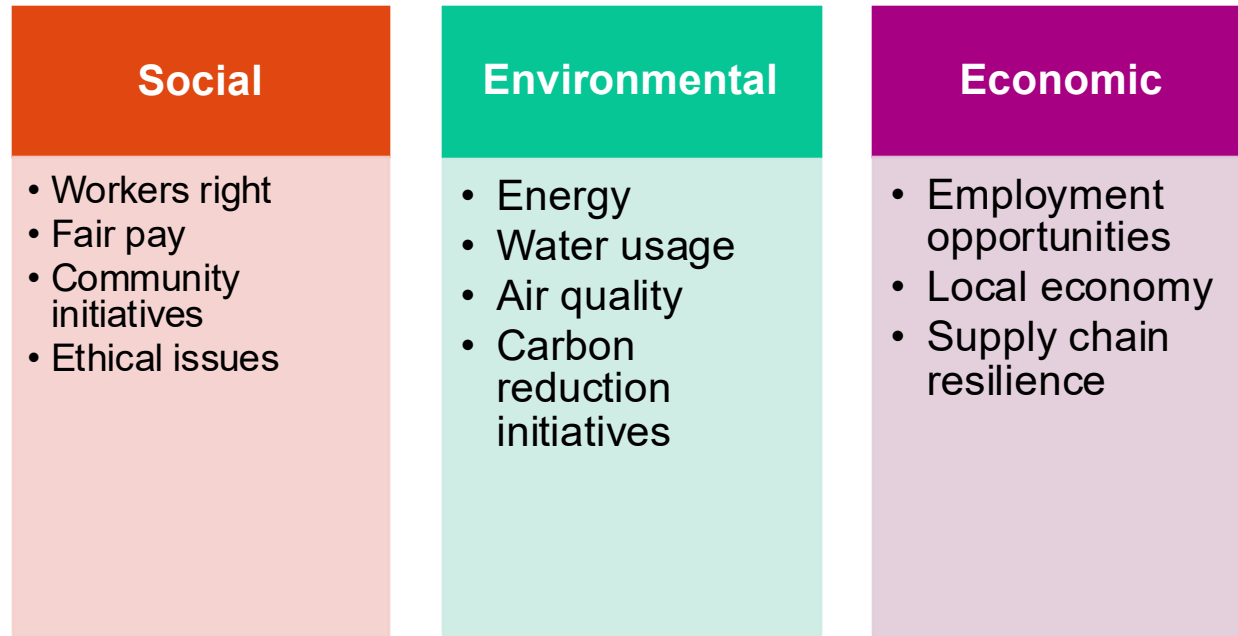 Social
• Workers right
• Fair pay
• Community
initiatives
• Ethical issues
Environmental
• Energy
• Water usage
• Air quality
• Carbon
reduction
initiatives
Economic
• Employment
opportunities
• Local economy
• Supply chain
resilience